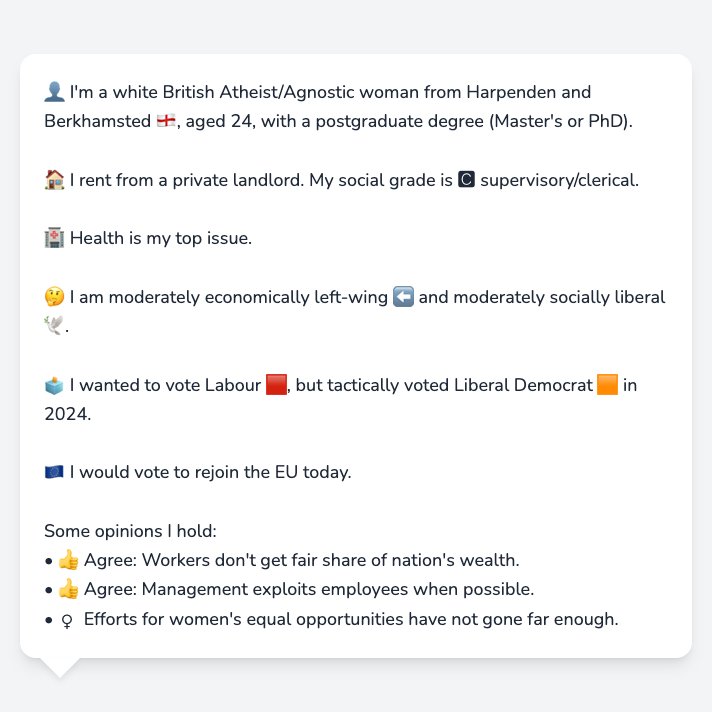 👤 I'm a white British Atheist/Agnostic woman from Harpenden and
Berkhamsted 🏴󠁧󠁢󠁥󠁮󠁧󠁿, aged 24, with a postgraduate degree (Master's or PhD).
🏠 I rent from a private landlord. My social grade is 🅲 supervisory/clerical.
🏥 Health is my top issue.
🤔 I am moderately economically left-wing ⬅️ and moderately socially liberal
🕊️.
🗳️ I wanted to vote Labour 🟥, but tactically voted Liberal Democrat 🟧 in
2024.
🇪🇺 I would vote to rejoin the EU today.
Some opinions I hold:
• 👍 Agree: Workers don't get fair share of nation's wealth.
• 👍 Agree: Management exploits employees when possible.
• ♀ Efforts for women's equal opportunities have not gone far enough.